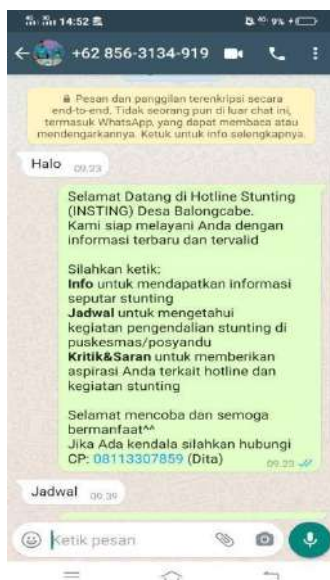 14:52
9%
+62 856-3134-919
Pesan dan panggilan terenkripsi secara
end-to-end. Tidak seorang pun di luar chat ini,
termasuk WhatsApp, yang dapat membaca atau
mendengarkannya. Ketuk untuk info selengkapnya.
Halo 09.23
Selamat Datang di Hotline Stunting
(INSTING) Desa Balongcabe.
Kami siap melayani Anda dengan
informasi terbaru dan tervalid
Silahkan ketik:
Info untuk mendapatkan informasi
seputar stunting
Jadwal untuk mengetahui
kegiatan pengendalian stunting di
puskesmas/posyandu
Kritik&Saran untuk memberikan
aspirasi Anda terkait hotline dan
kegiatan stunting
Selamat mencoba dan semoga
bermanfaat^^
Jika Ada kendala silahkan hubungi
CP: 08113307859 (Dita)
09.23
Jadwal 09.39
Ketik pesan